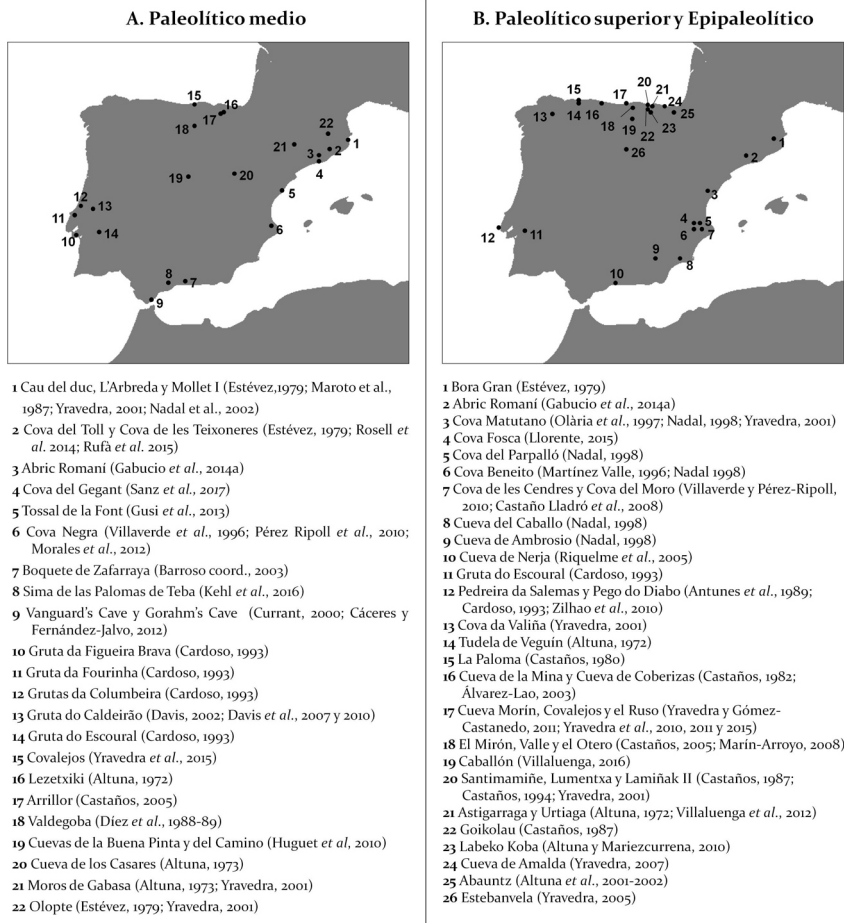 A. Paleolítico medio
15
16
17
18
22
21
1
2
3
4
19
20
5
12
13
11
6
10
14
8
7
9
1 Cau del duc, L'Arbreda y Mollet I (Estévez,1979; Maroto et al.,
1987; Yravedra, 2001; Nadal et al., 2002)
2 Cova del Toll y Cova de les Teixoneres (Estévez, 1979; Rosell et
al. 2014; Rufà et al. 2015)
3 Abric Romaní (Gabucio et al., 2014a)
4 Cova del Gegant (Sanz et al., 2017)
5 Tossal de la Font (Gusi et al., 2013)
6 Cova Negra (Villaverde et al., 1996; Pérez Ripoll et al., 2010;
Morales et al., 2012)
7 Boquete de Zafarraya (Barroso coord., 2003)
8 Sima de las Palomas de Teba (Kehl et al., 2016)
9 Vanguard's Cave y Gorahm's Cave (Currant, 2000; Cáceres y
Fernández-Jalvo, 2012)
10 Gruta da Figueira Brava (Cardoso, 1993)
11 Gruta da Fourinha (Cardoso, 1993)
12 Grutas da Columbeira (Cardoso, 1993)
13 Gruta do Caldeirão (Davis, 2002; Davis et al., 2007 y 2010)
14 Gruta do Escoural (Cardoso, 1993)
15 Covalejos (Yravedra et al., 2015)
16 Lezetxiki (Altuna, 1972)
17 Arrillor (Castaños, 2005)
18 Valdegoba (Díez et al., 1988-89)
19 Cuevas de la Buena Pinta y del Camino (Huguet et al, 2010)
20 Cueva de los Casares (Altuna, 1973)
21 Moros de Gabasa (Altuna, 1973; Yravedra, 2001)
22 Olopte (Estévez, 1979; Yravedra, 2001)
B. Paleolítico superior y Epipaleolítico
20
15
17
21
24
13
14
16
25
18
19
22
23
26
1
2
3
4
5
6
7
12
11
9
8
10
1 Bora Gran (Estévez, 1979)
2 Abric Romaní (Gabucio et al., 2014a)
3 Cova Matutano (Olària et al., 1997; Nadal, 1998; Yravedra, 2001)
4 Cova Fosca (Llorente, 2015)
5 Cova del Parpalló (Nadal, 1998)
6 Cova Beneito (Martínez Valle, 1996; Nadal 1998)
7 Cova de les Cendres y Cova del Moro (Villaverde y Pérez-Ripoll,
2010; Castaño Lladró et al., 2008)
8 Cueva del Caballo (Nadal, 1998)
9 Cueva de Ambrosio (Nadal, 1998)
10 Cueva de Nerja (Riquelme et al., 2005)
11 Gruta do Escoural (Cardoso, 1993)
12 Pedreira da Salemas y Pego do Diabo (Antunes et al., 1989;
Cardoso, 1993; Zilhao et al., 2010)
13 Cova da Valiña (Yravedra, 2001)
14 Tudela de Veguín (Altuna, 1972)
15 La Paloma (Castaños, 1980)
16 Cueva de la Mina y Cueva de Coberizas (Castaños, 1982;
Álvarez-Lao, 2003)
17 Cueva Morín, Covalejos y el Ruso (Yravedra y Gómez-
Castanedo, 2011; Yravedra et al., 2010, 2011 y 2015)
18 El Mirón, Valle y el Otero (Castaños, 2005; Marín-Arroyo, 2008)
19 Caballón (Villaluenga, 2016)
20 Santimamiñe, Lumentxa y Lamiñak II (Castaños, 1987;
Castaños, 1994; Yravedra, 2001)
21 Astigarraga y Urtiaga (Altuna, 1972; Villaluenga et al., 2012)
22 Goikolau (Castaños, 1987)
23 Labeko Koba (Altuna y Mariezcurrena, 2010)
24 Cueva de Amalda (Yravedra, 2007)
25 Abauntz (Altuna et al., 2001-2002)
26 Estebanvela (Yravedra, 2005)